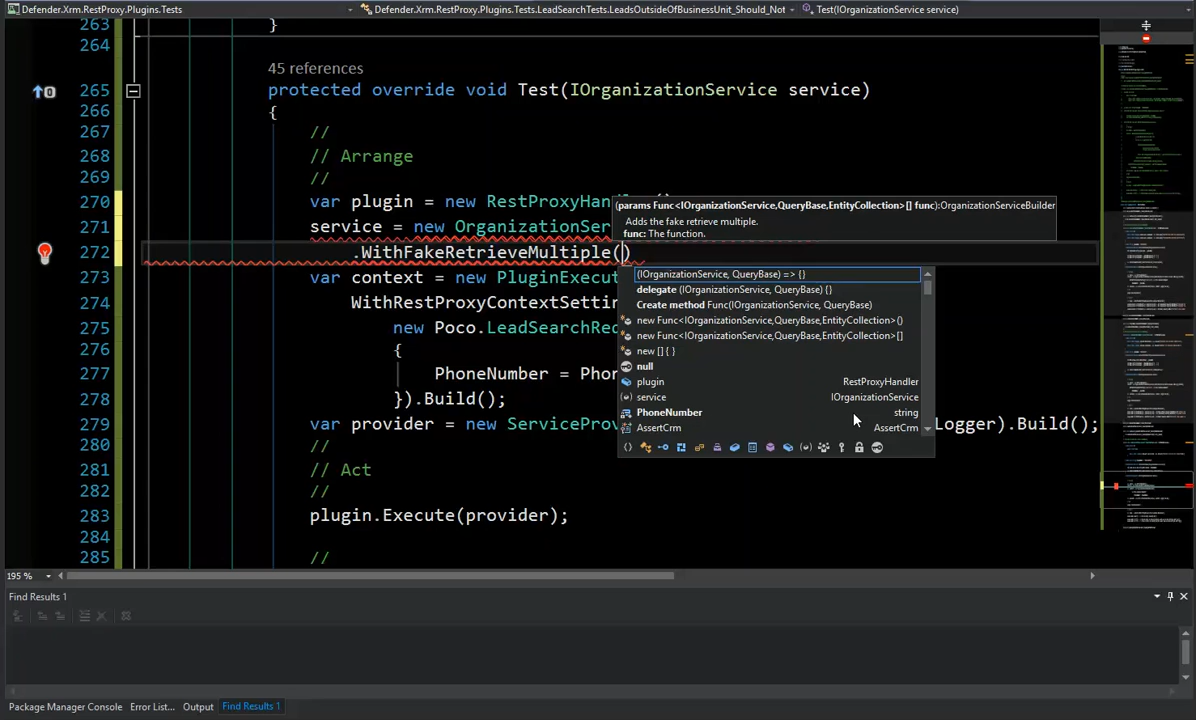 Defender.Xrm.RestProxy.Plugins.Tests
Defender.Xrm.RestProxy.Plugins.Tests.LeadSearchTests.LeadsOutsideOfBusinessUnit_Should_Not
Test(IOrganizationService service)
263 }
264
45 references
265 protected override void Test(IOrganizationService service)
266 {
267 //
268 // Arrange
269 //
270 var plugin = new RestProxyHan
271 service = new OrganizationSer
272 .WithFakeRetrieveMultiple()
273 var context = new PluginExecut
274 WithRestProxyContextSettin
275 new Poco.LeadSearchRed
276 {
277 PhoneNumber = Phon
278 }).Build();
279 var provider = new ServiceProv Logger).Build();
280 //
281 // Act
282 //
283 plugin.Execute(provider);
284
285 //
(params Func<IOrganizationService,QueryBase,EntityCollection>[] func):OrganizationServiceBuilder
Adds the fake retrieve multiple.
func: The function.
(IOrganizationService, QueryBase) => {}
delegate (IOrganizationService, QueryBase) {}
Create method Func(IOrganizationService, QueryBase)
new Func<IOrganizationService,QueryBase,EntityCollection>()
new Func<IOrganizationService,QueryBase,EntityCollection>[]
new [] { }
null
plugin RestProxyHandler
service IOrganizationService
PhoneNumber string
AssertCrm AssertCrm
195 %
Find Results 1
Package Manager Console Error List... Output Find Results 1